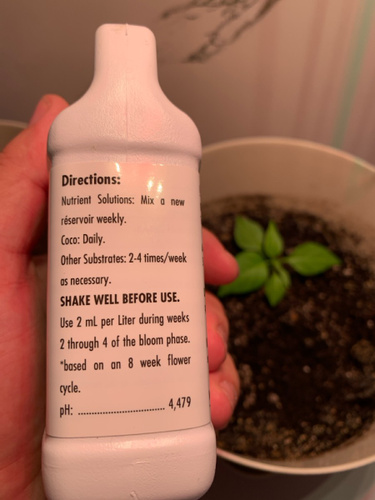 Directions:
Nutrient Solutions: Mix a new
réservoir weekly.
Coco: Daily.
Other Substrates: 2-4 times/week
as necessary.
SHAKE WELL BEFORE USE.
Use 2 mL per Liter during weeks
2 through 4 of the bloom phase.
*based on an 8 week flower
cycle.
pH: ................................ 4,479